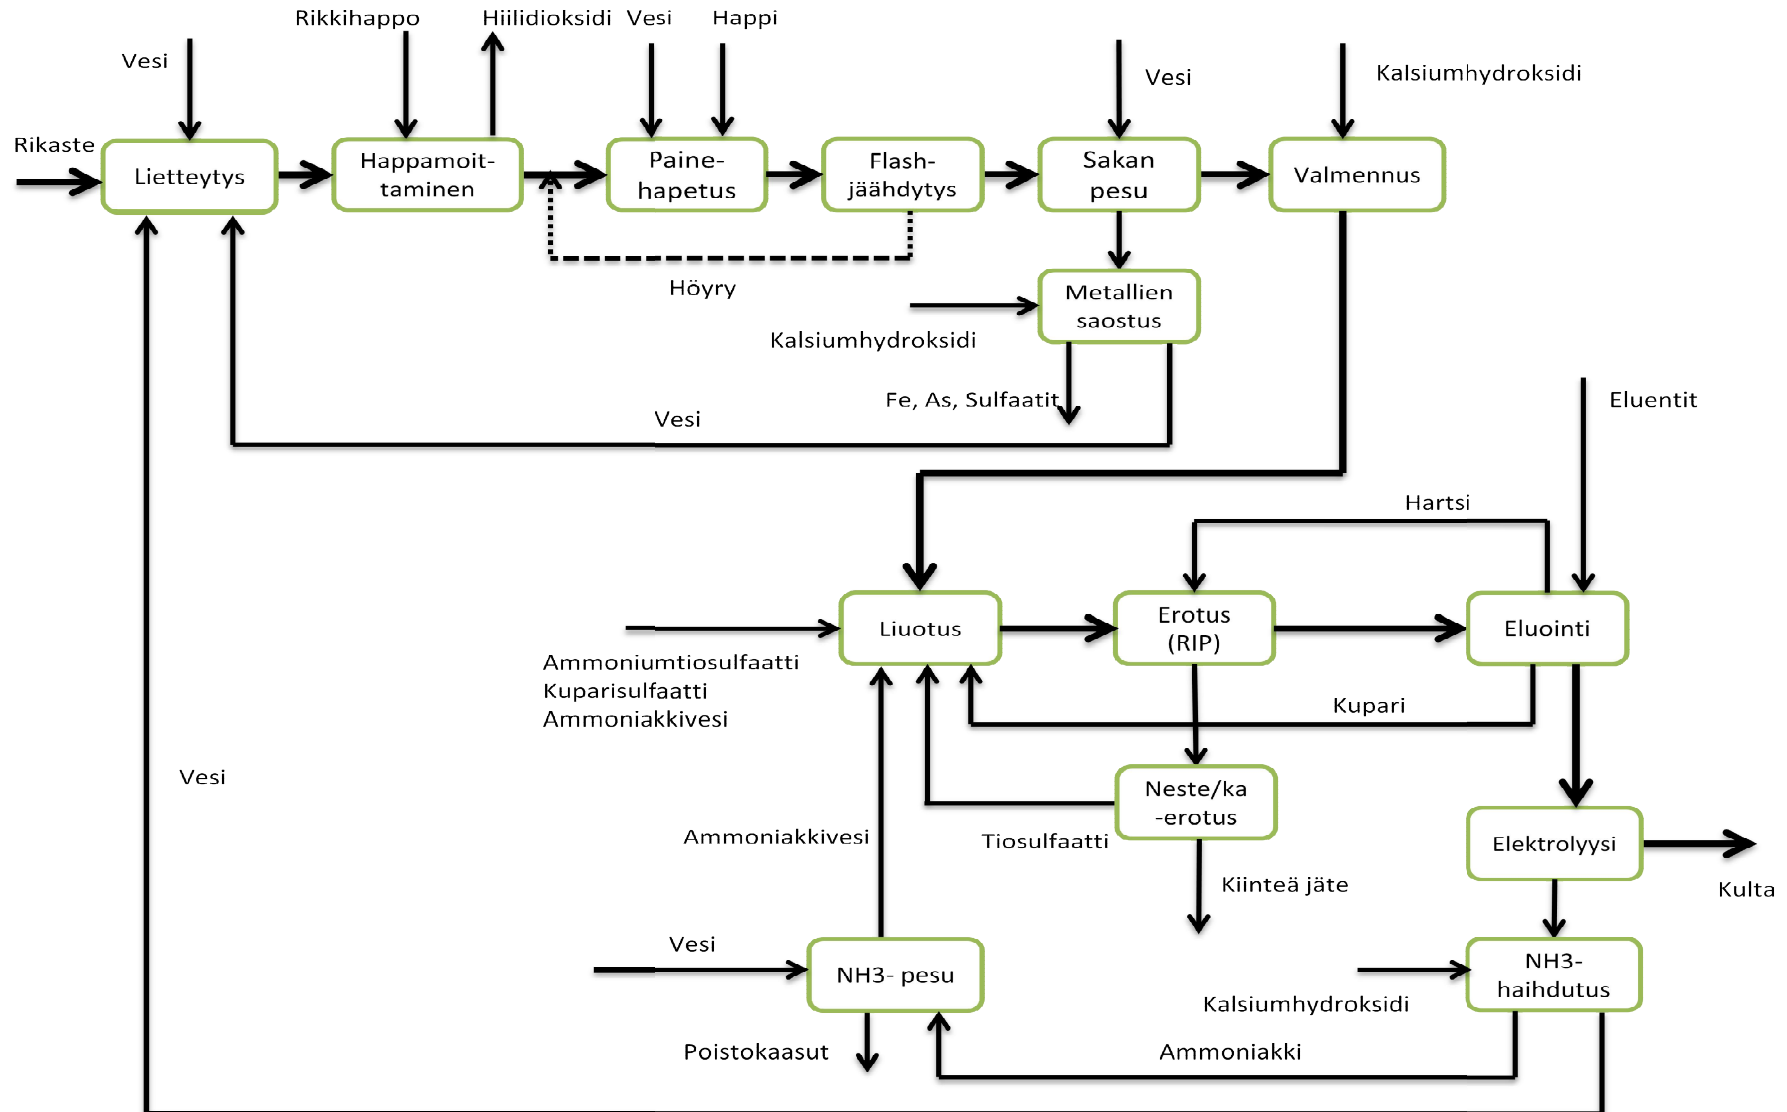 Rikkihappo
Hiilidioksidi
Vesi
Happi
Vesi
Vesi
Kalsiumhydroksidi
Rikaste
Lietteytys
Happamoit-
taminen
Paine-
hapetus
Flash-
jäähdytys
Sakan
pesu
Valmennus
Höyry
Metallien
saostus
Kalsiumhydroksidi
Fe, As, Sulfaatit
Vesi
Eluentit
Hartsi
Liuotus
Erotus
(RIP)
Eluointi
Ammoniumtiosulfaatti
Kuparisulfaatti
Ammoniakkivesi
Kupari
Vesi
Neste/ka
-erotus
Ammoniakkivesi
Tiosulfaatti
Elektrolyysi
Kiinteä jäte
Kulta
Vesi
NH3- pesu
NH3-
haihdutus
Kalsiumhydroksidi
Poistokaasut
Ammoniakki